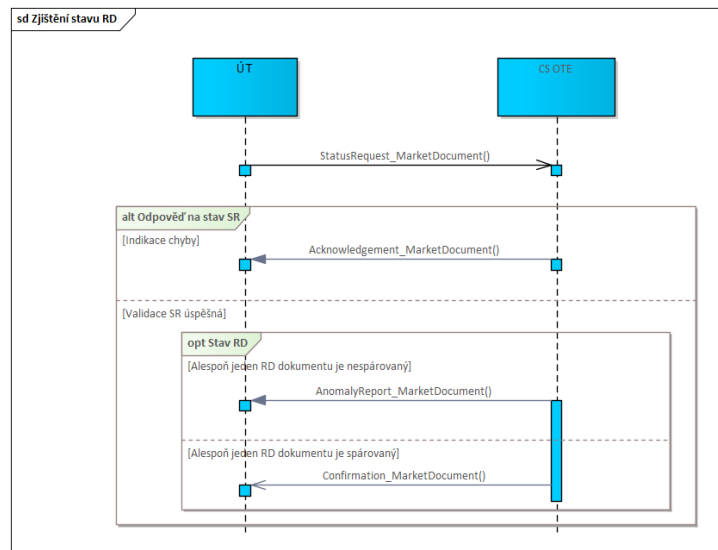 sd Zjištění stavu RD
ÚT
CS OTE
StatusRequest_MarketDocument()
alt Odpověď na stav SR
[Indikace chyby]
Acknowledgement_MarketDocument()
[Validace SR úspěšná]
opt Stav RD
[Alespoň jeden RD dokumentu je nespárovaný]
AnomalyReport_MarketDocument()
[Alespoň jeden RD dokumentu je spárovaný]
Confirmation_MarketDocument()